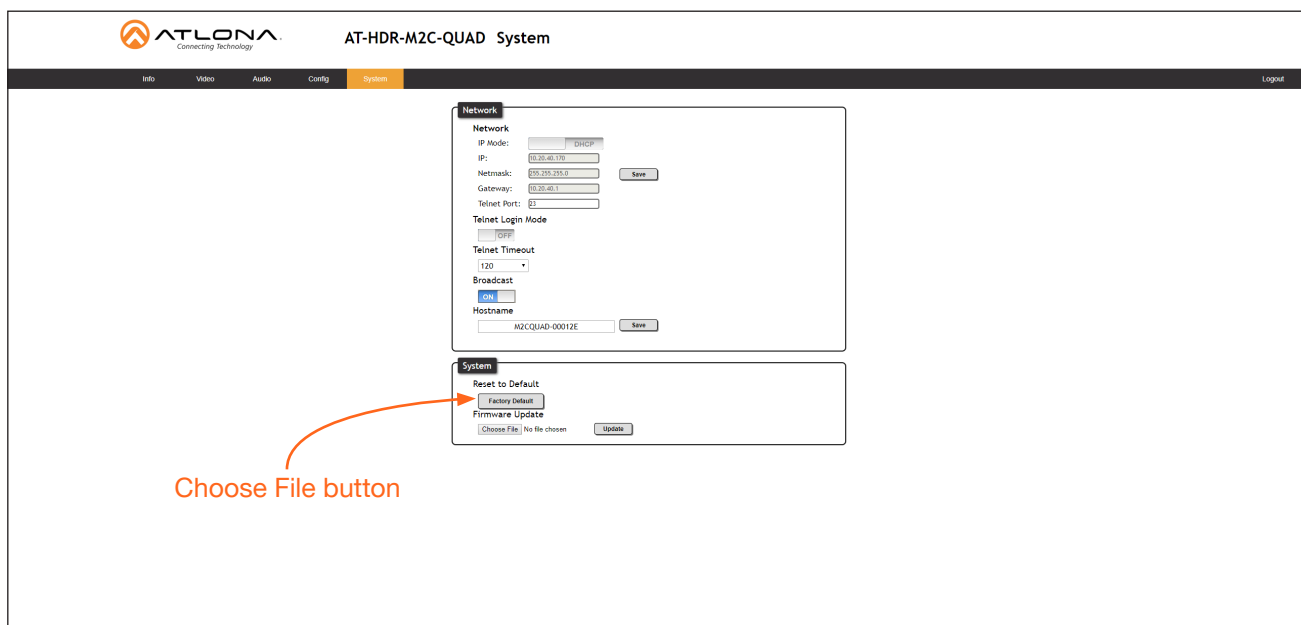 ATLONA.
Connecting Technology
AT-HDR-M2C-QUAD System
Info Video Audio Config System Logout
Network
Network
IP Mode: DHCP
IP: 10.20.40.170
Netmask: 255.255.255.0 Save
Gateway: 10.20.40.1
Telnet Port: 23
Telnet Login Mode
OFF
Telnet Timeout
120
Broadcast
ON
Hostname
M2CQUAD-00012E Save
System
Reset to Default
Factory Default
Firmware Update
Choose File No file chosen Update
Choose File button